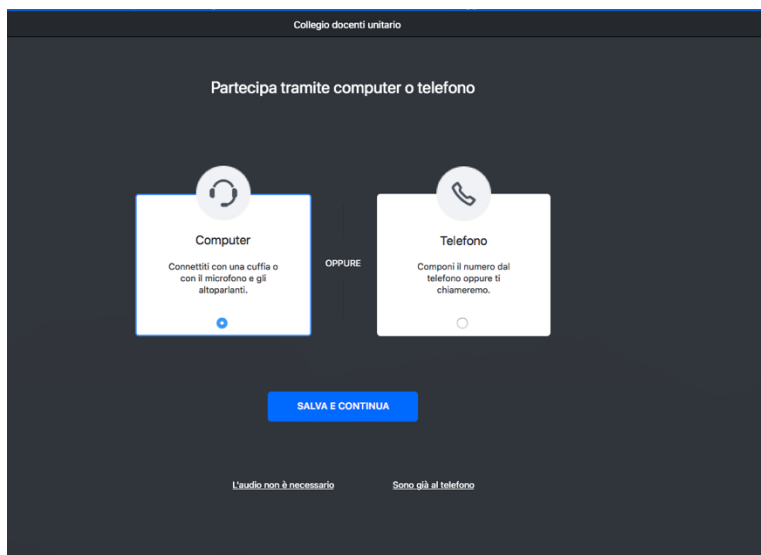 Collegio docenti unitario
Partecipa tramite computer o telefono
Computer
Connettiti con una cuffia o
con il microfono e gli
altoparlanti.
OPPURE
Telefono
Componi il numero dal
telefono oppure ti
chiameremo.
SALVA E CONTINUA
L'audio non è necessario
Sono già al telefono